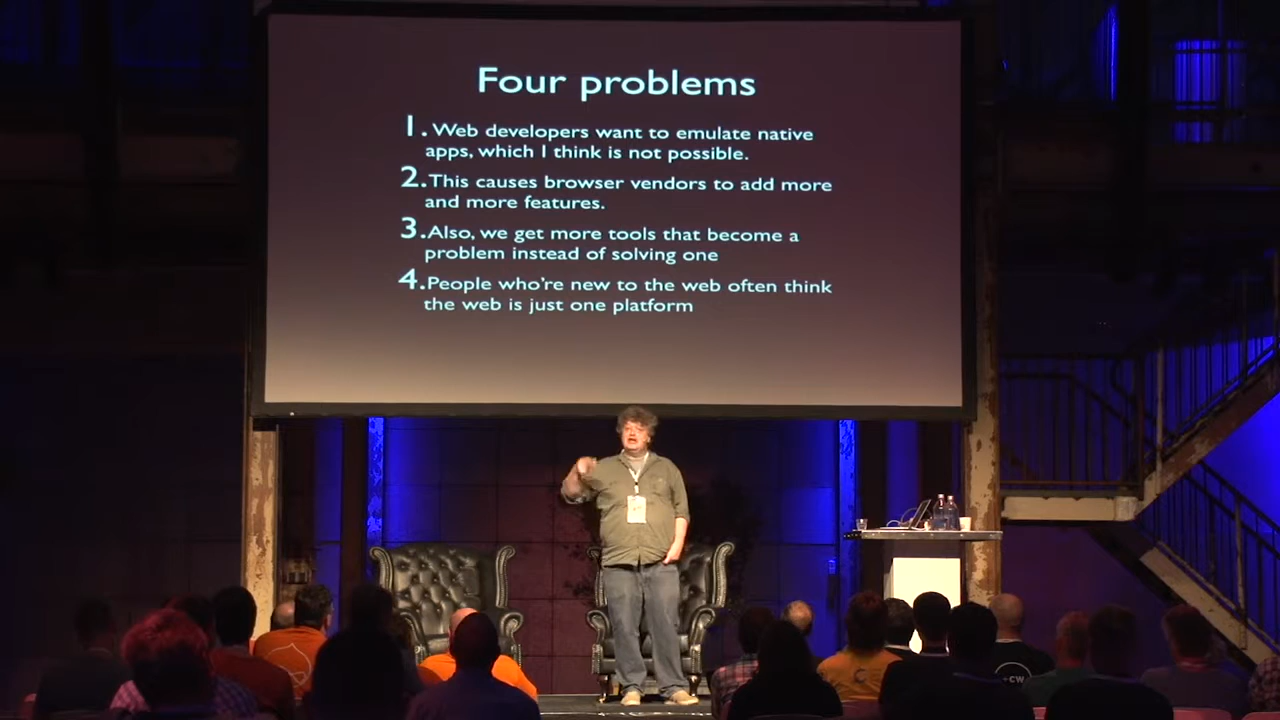 Four problems
1. Web developers want to emulate native
apps, which I think is not possible.
2. This causes browser vendors to add more
and more features.
3. Also, we get more tools that become a
problem instead of solving one
4. People who're new to the web often think
the web is just one platform
+CW